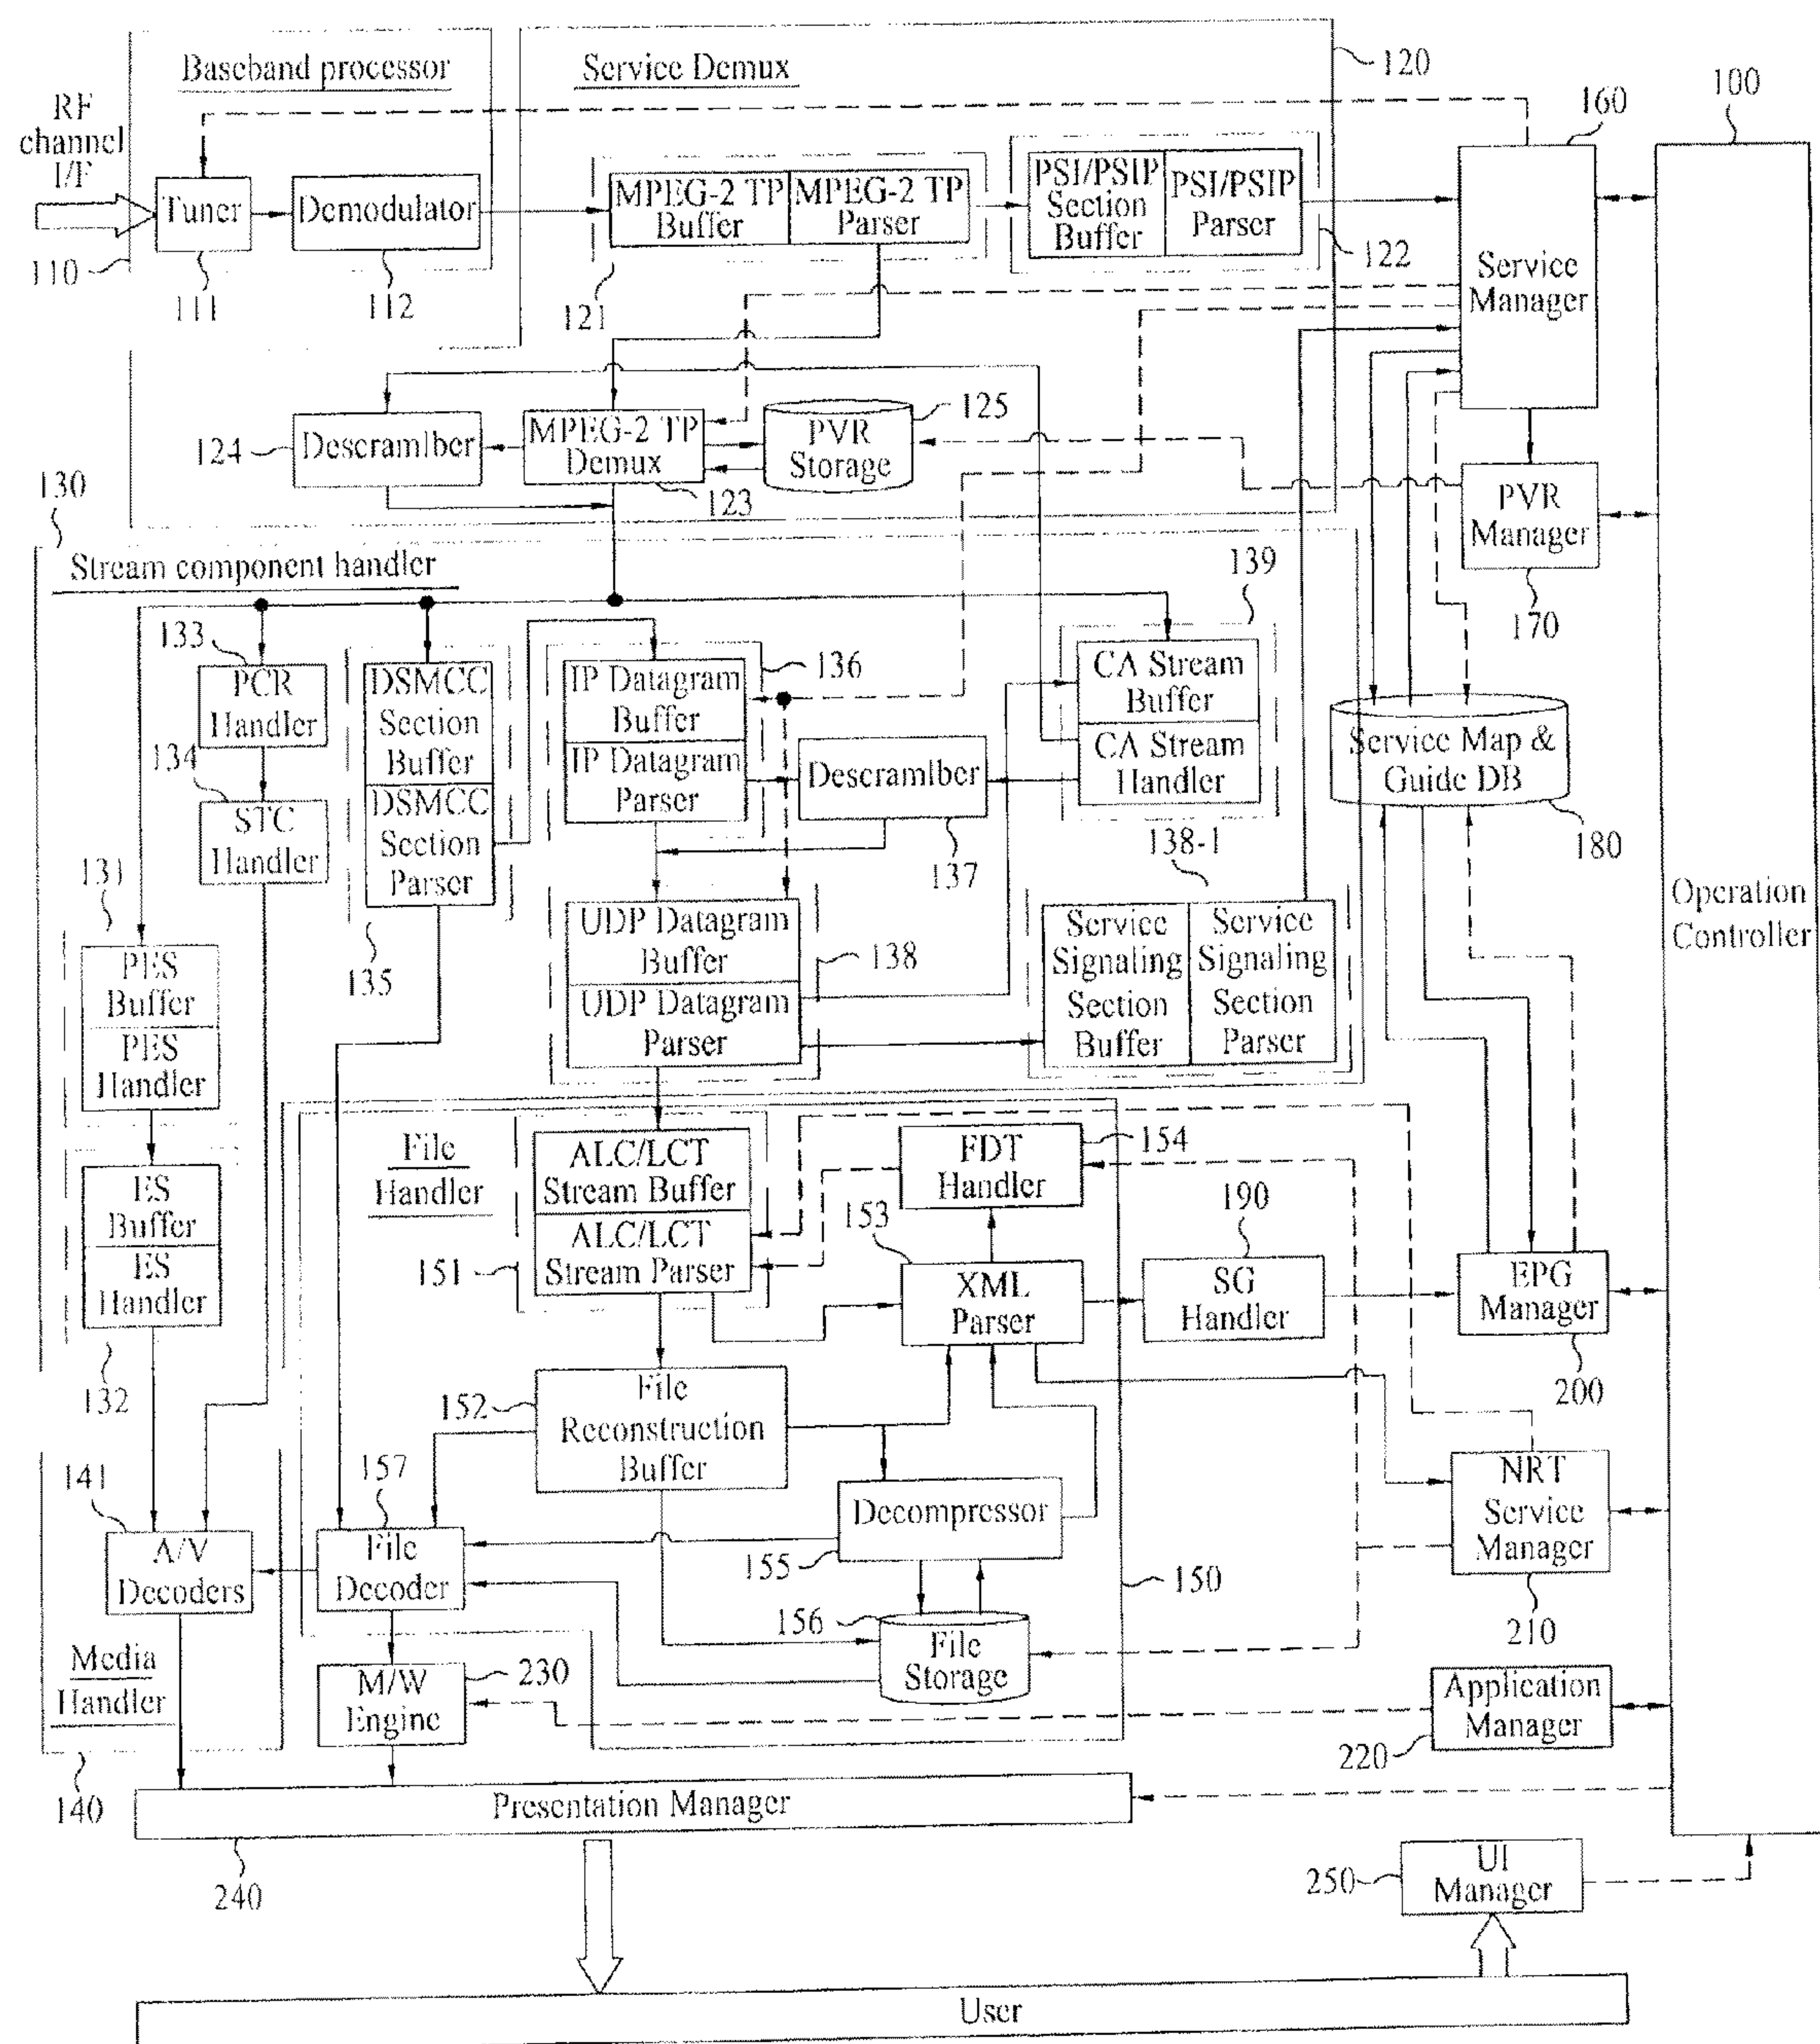 Baseband processor
Service Demux
120
100
160
RF
channel
I/F
Tuner
Demodulator
MPEG-2 TP
Buffer
MPEG-2 TP
Parser
PSI/PSIP
Section
Buffer
PSI/PSIP
Parser
Service
Manager
110
111
112
121
122
124
Descramlber
MPEG-2 TP
Demux
123
PVR
Storage
125
PVR
Manager
170
130
Stream component handler
139
133
PCR
Handler
134
STC
Handler
DSMCC
Section
Buffer
DSMCC
Section
Parser
135
IP Datagram
Buffer
IP Datagram
Parser
136
Descramlber
137
CA Stream
Buffer
CA Stream
Handler
138-1
Service Map &
Guide DB
180
Operation
Controller
131
PES
Buffer
PES
Handler
UDP Datagram
Buffer
UDP Datagram
Parser
138
Service
Signaling
Section
Buffer
Service
Signaling
Section
Parser
ES
Buffer
ES
Handler
132
File
Handler
ALC/LCT
Stream Buffer
ALC/LCT
Stream Parser
151
FDT
Handler
154
153
XML
Parser
190
SG
Handler
EPG
Manager
200
152
File
Reconstruction
Buffer
141
A/V
Decoders
157
File
Decoder
Decompressor
155
150
NRT
Service
Manager
210
156
File
Storage
Media
Handler
140
M/W
Engine
230
Application
Manager
220
Presentation Manager
240
250
UI
Manager
User